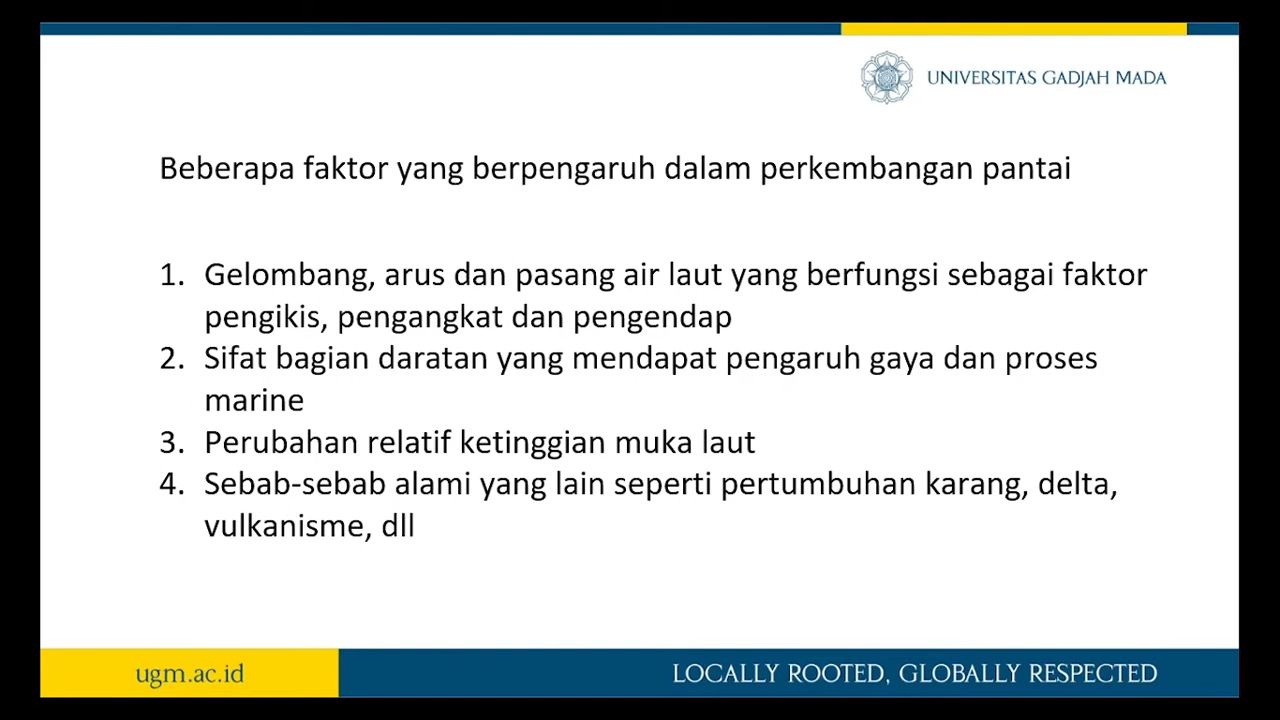 UNIVERSITAS GADJAH MADA
Beberapa faktor yang berpengaruh dalam perkembangan pantai
1. Gelombang, arus dan pasang air laut yang berfungsi sebagai faktor
pengikis, pengangkat dan pengendap
2. Sifat bagian daratan yang mendapat pengaruh gaya dan proses
marine
3. Perubahan relatif ketinggian muka laut
4. Sebab-sebab alami yang lain seperti pertumbuhan karang, delta,
vulkanisme, dll
ugm.ac.id
LOCALLY ROOTED, GLOBALLY RESPECTED